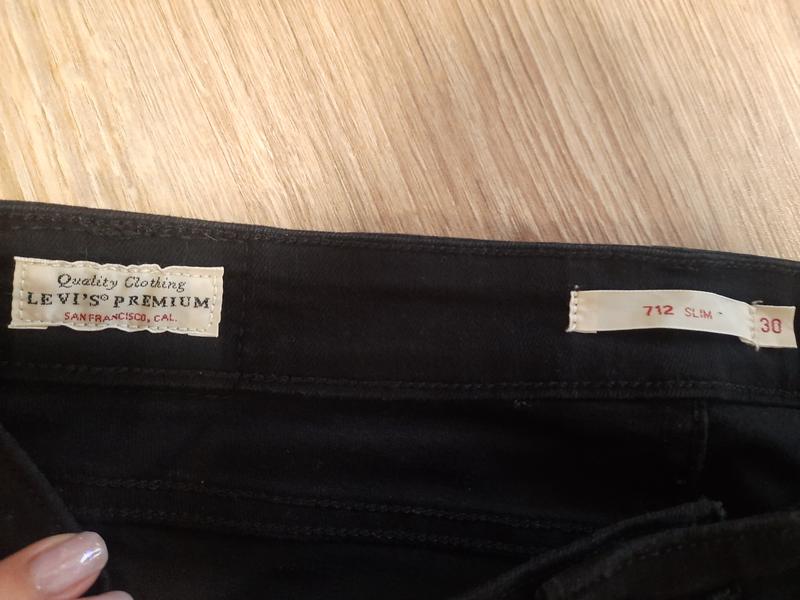 Quality Clothing
LEVI'S® PREMIUM
SAN FRANCISCO, CAL.
712 SLIM
30